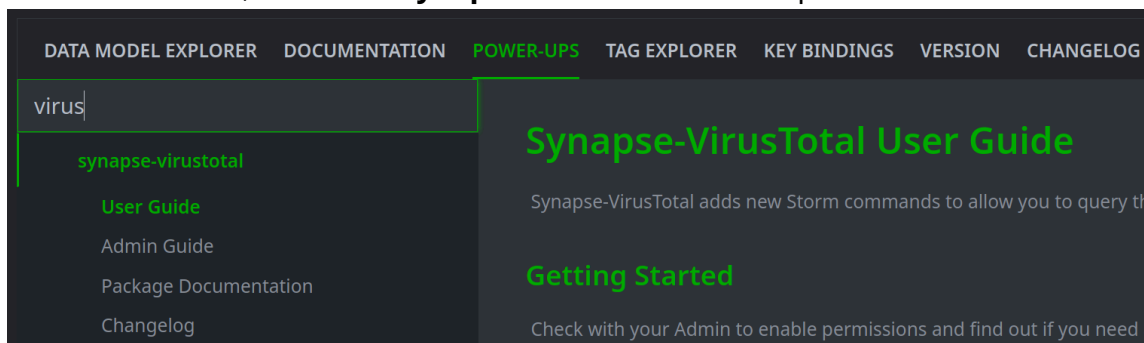 DATA MODEL EXPLORER DOCUMENTATION POWER-UPS TAG EXPLORER KEY BINDINGS VERSION CHANGELOG
virus
synapse-virustotal
User Guide
Admin Guide
Package Documentation
Changelog
Synapse-VirusTotal User Guide
Synapse-VirusTotal adds new Storm commands to allow you to query
Getting Started
Check with your Admin to enable permissions and find out if you need